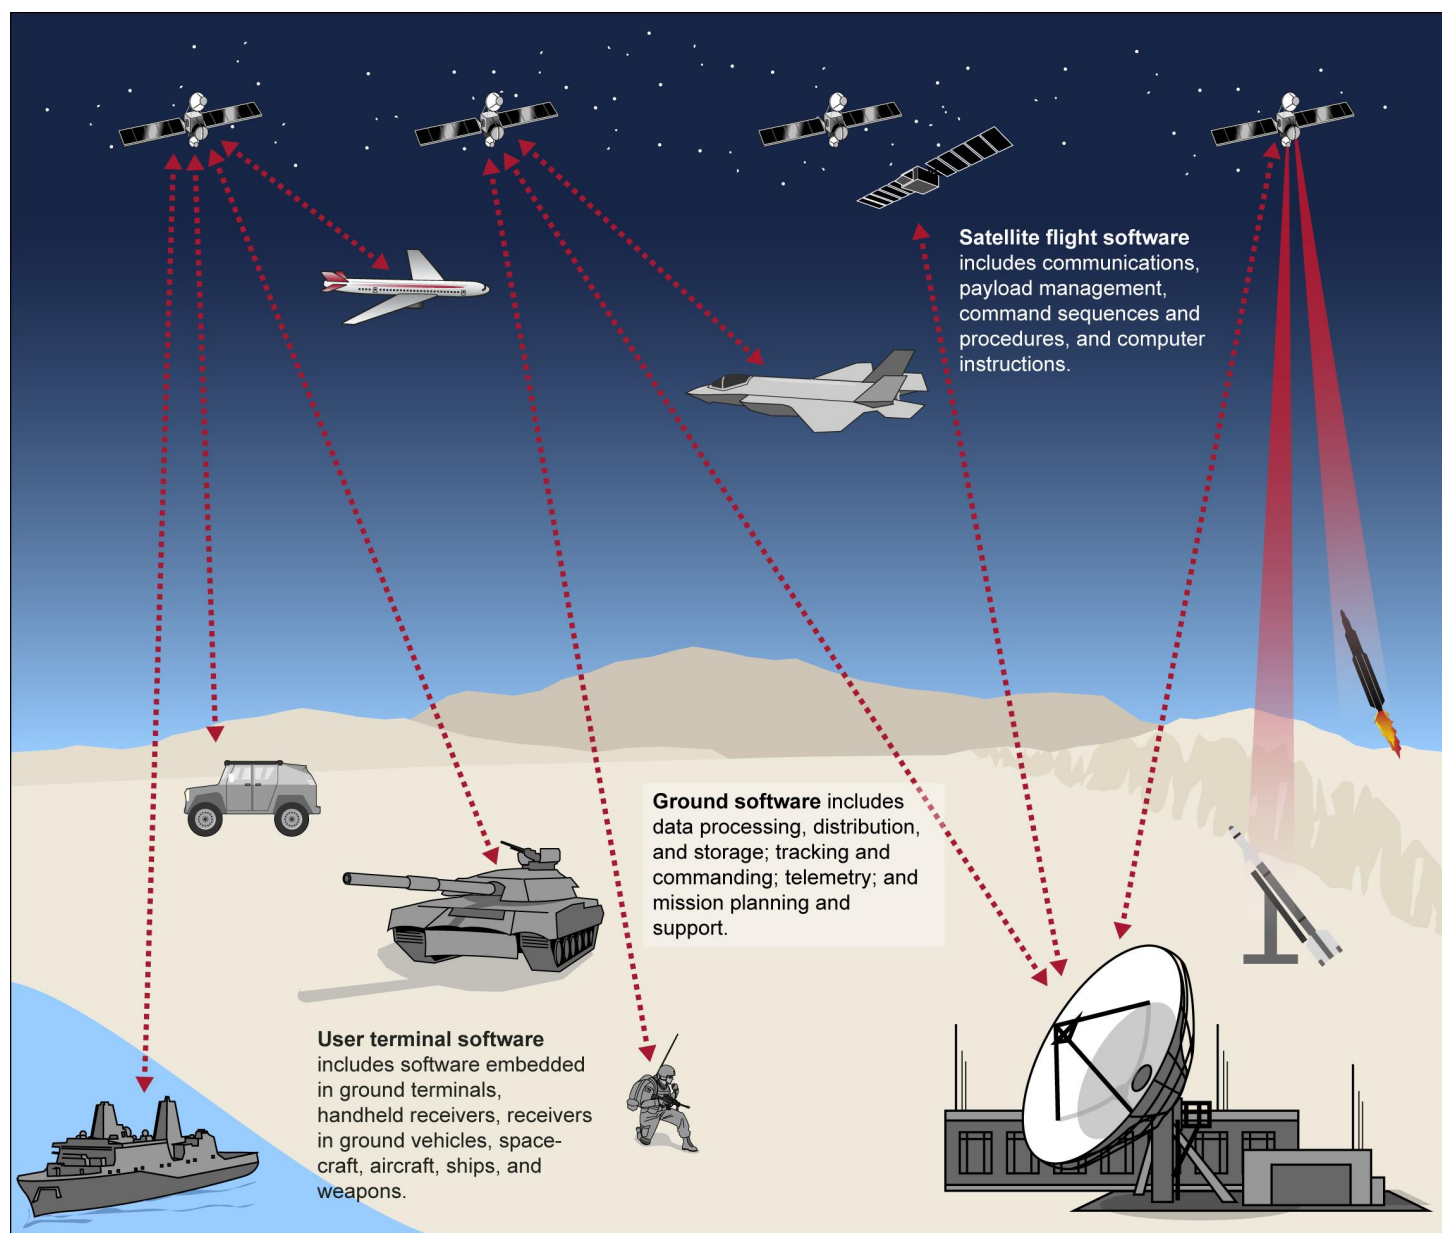 Satellite flight software
includes communications,
payload management,
command sequences and
procedures, and computer
instructions.
Ground software includes
data processing, distribution,
and storage; tracking and
commanding; telemetry; and
mission planning and
support.
User terminal software
includes software embedded
in ground terminals,
handheld receivers, receivers
in ground vehicles, space-
craft, aircraft, ships, and
weapons.